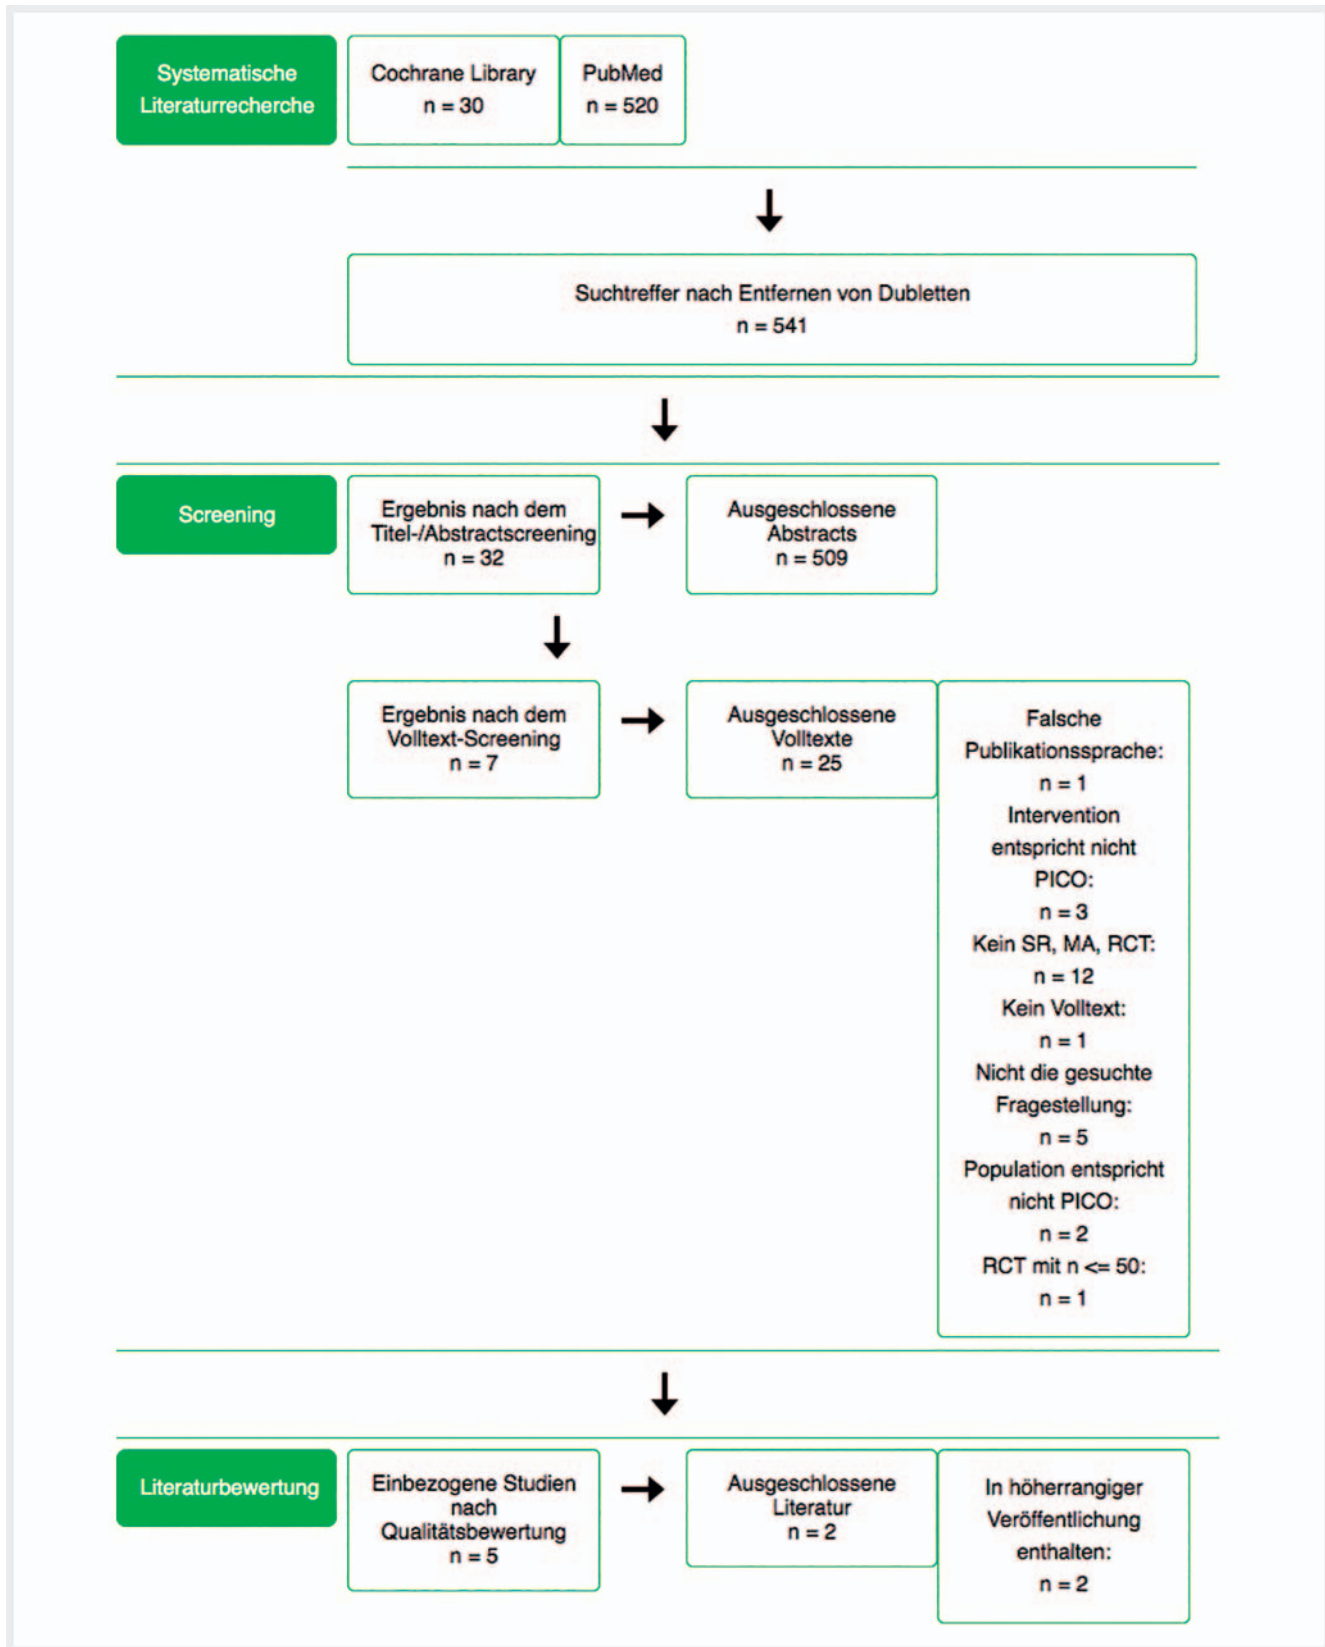 Systematische
Literaturrecherche
Cochrane Library
n = 30
PubMed
n = 520
Suchtreffer nach Entfernen von Dubletten
n = 541
Screening
Ergebnis nach dem
Titel-/Abstractscreening
n = 32
Ausgeschlossene
Abstracts
n = 509
Ergebnis nach dem
Volltext-Screening
n = 7
Ausgeschlossene
Volltexte
n = 25
Falsche
Publikationssprache:
n = 1
Intervention
entspricht nicht
PICO:
n = 3
Kein SR, MA, RCT:
n = 12
Kein Volltext:
n = 1
Nicht die gesuchte
Fragestellung:
n = 5
Population entspricht
nicht PICO:
n = 2
RCT mit n <= 50:
n = 1
Literaturbewertung
Einbezogene Studien
nach
Qualitätsbewertung
n = 5
Ausgeschlossene
Literatur
n = 2
In höherrangiger
Veröffentlichung
enthalten:
n = 2